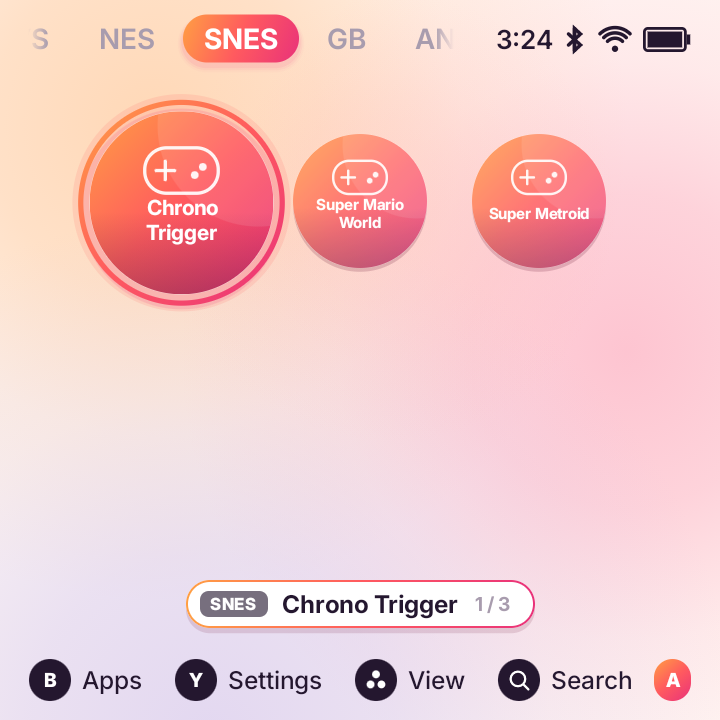 S NES SNES GB AN 3:24
Chrono
Trigger
Super Mario
World
Super Metroid
SNES Chrono Trigger 1/3
B Apps Y Settings View Search A